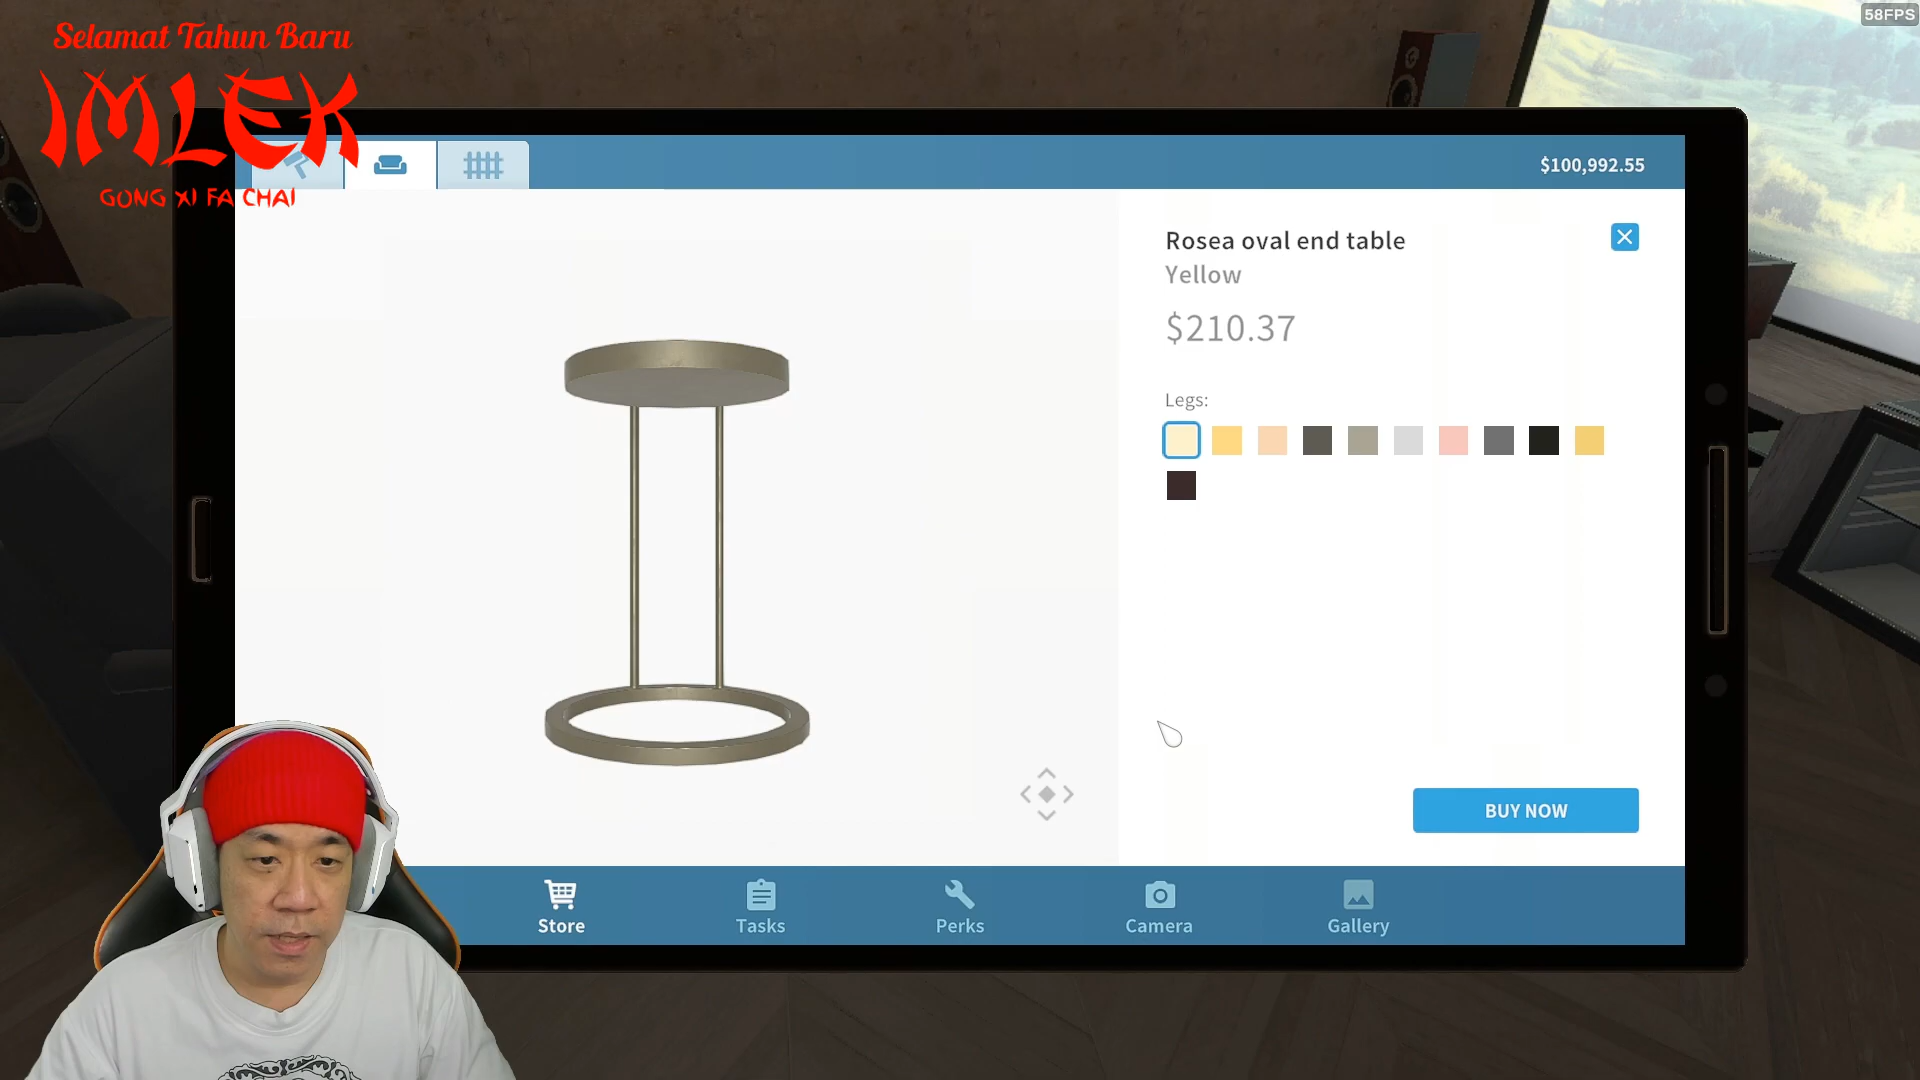 58FPS
Selamat Tahun Baru
IMLEK
GONG XI FA CHAI
$100,992.55
Rosea oval end table
Yellow
$210.37
Legs:
BUY NOW
Store
Tasks
Perks
Camera
Gallery